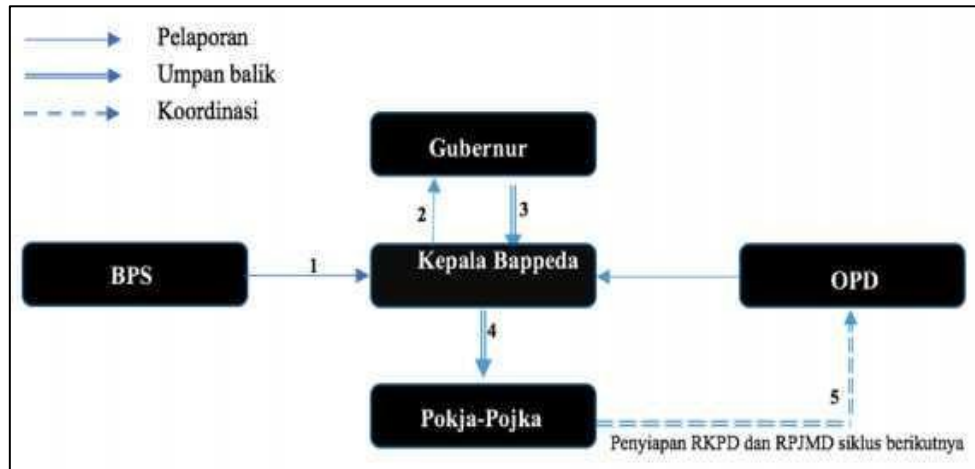 Pelaporan
Umpan balik
Koordinasi
Gubernur
2
3
BPS
1
Kepala Bappeda
OPD
4
Pokja-Pojka
5
Penyiapan RKPD dan RPJMD siklus berikutnya